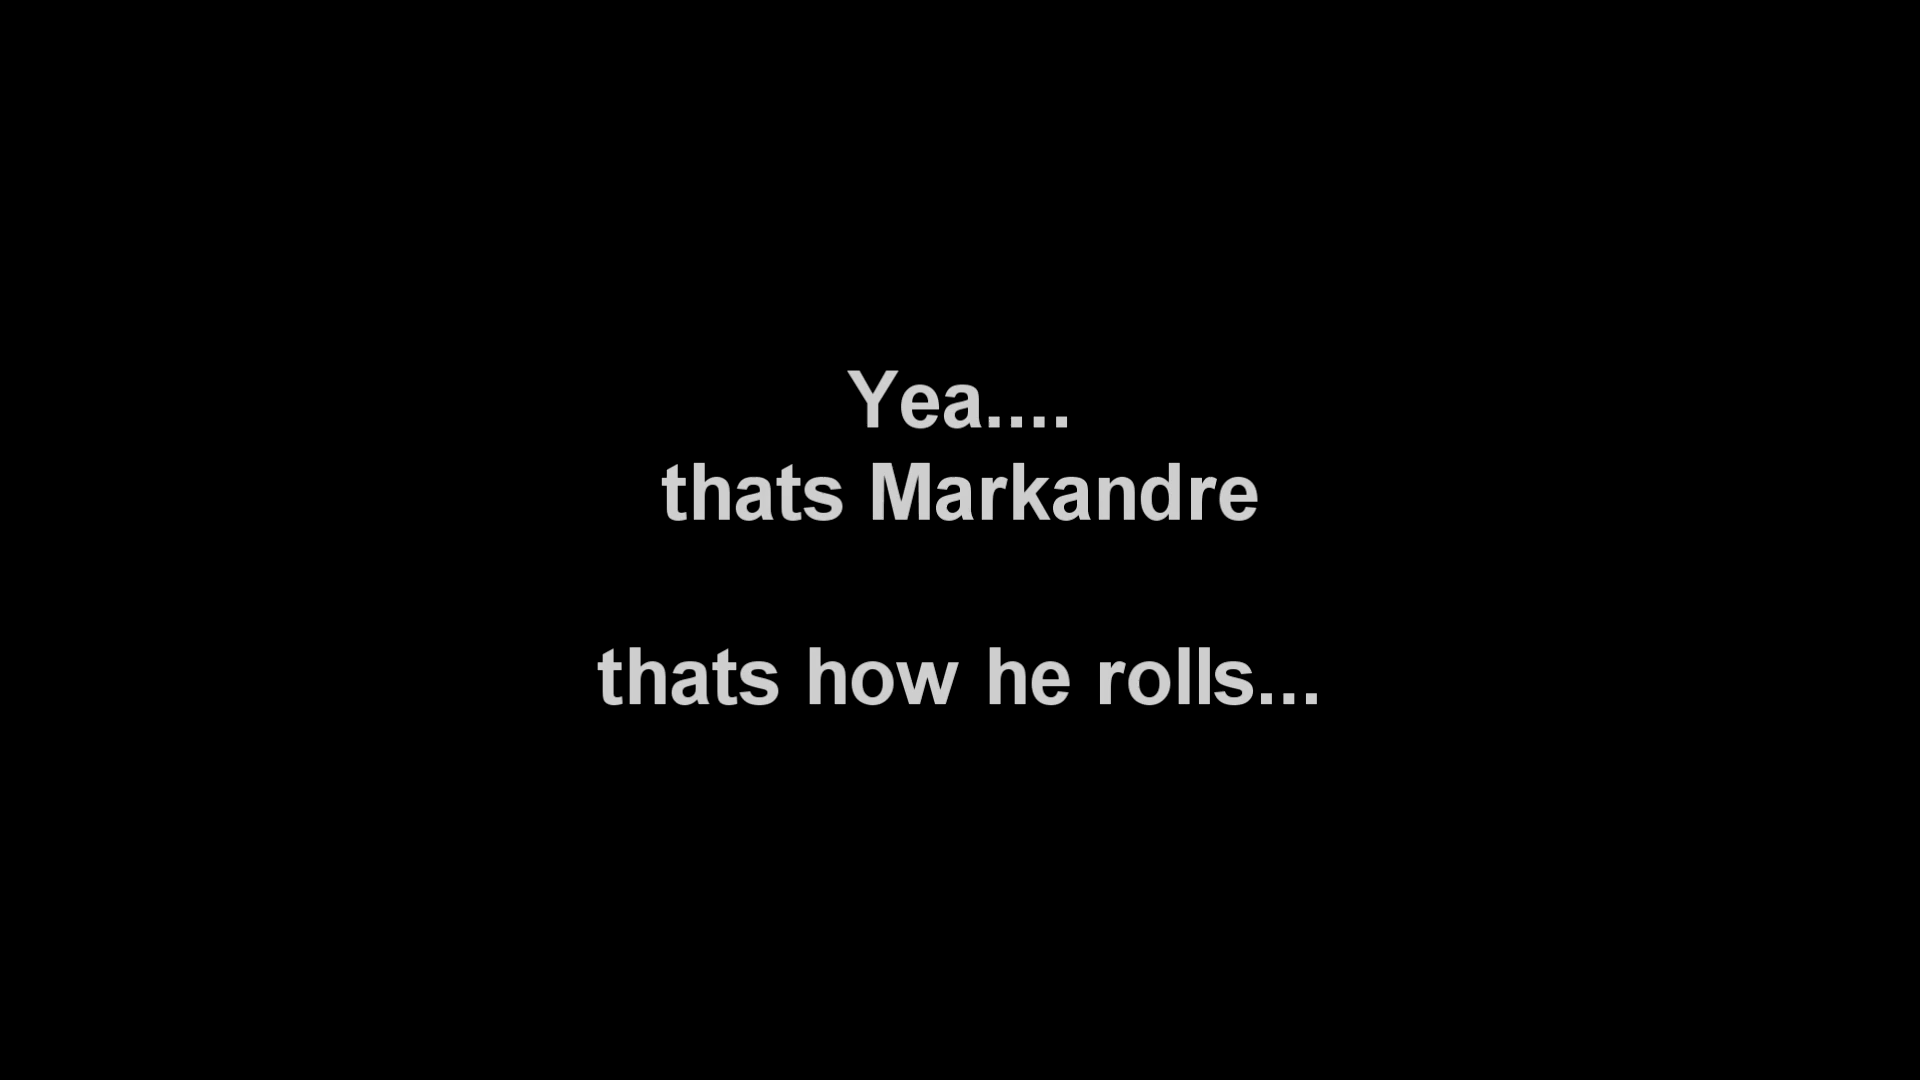 Yea....
thats Markandre
thats how he rolls...